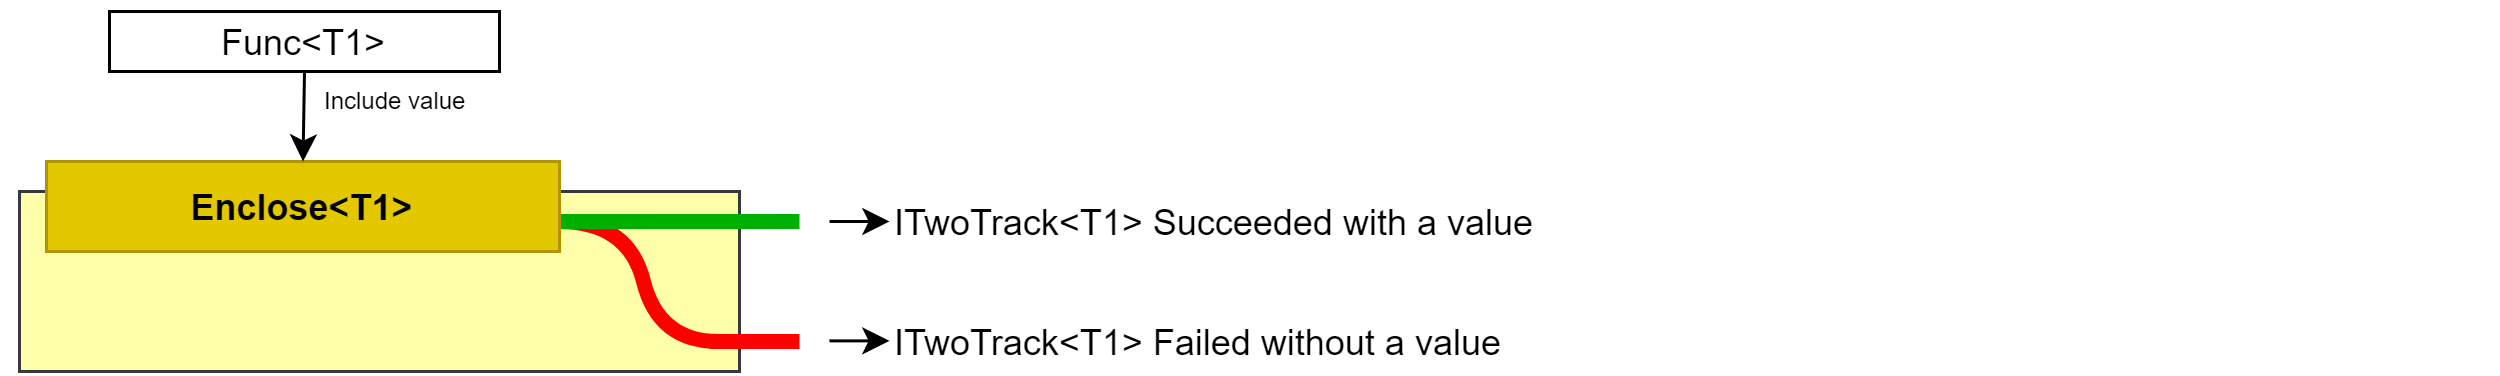 Func<T1>
Include value
Enclose<T1>
ITwoTrack<T1> Succeeded with a value
ITwoTrack<T1> Failed without a value